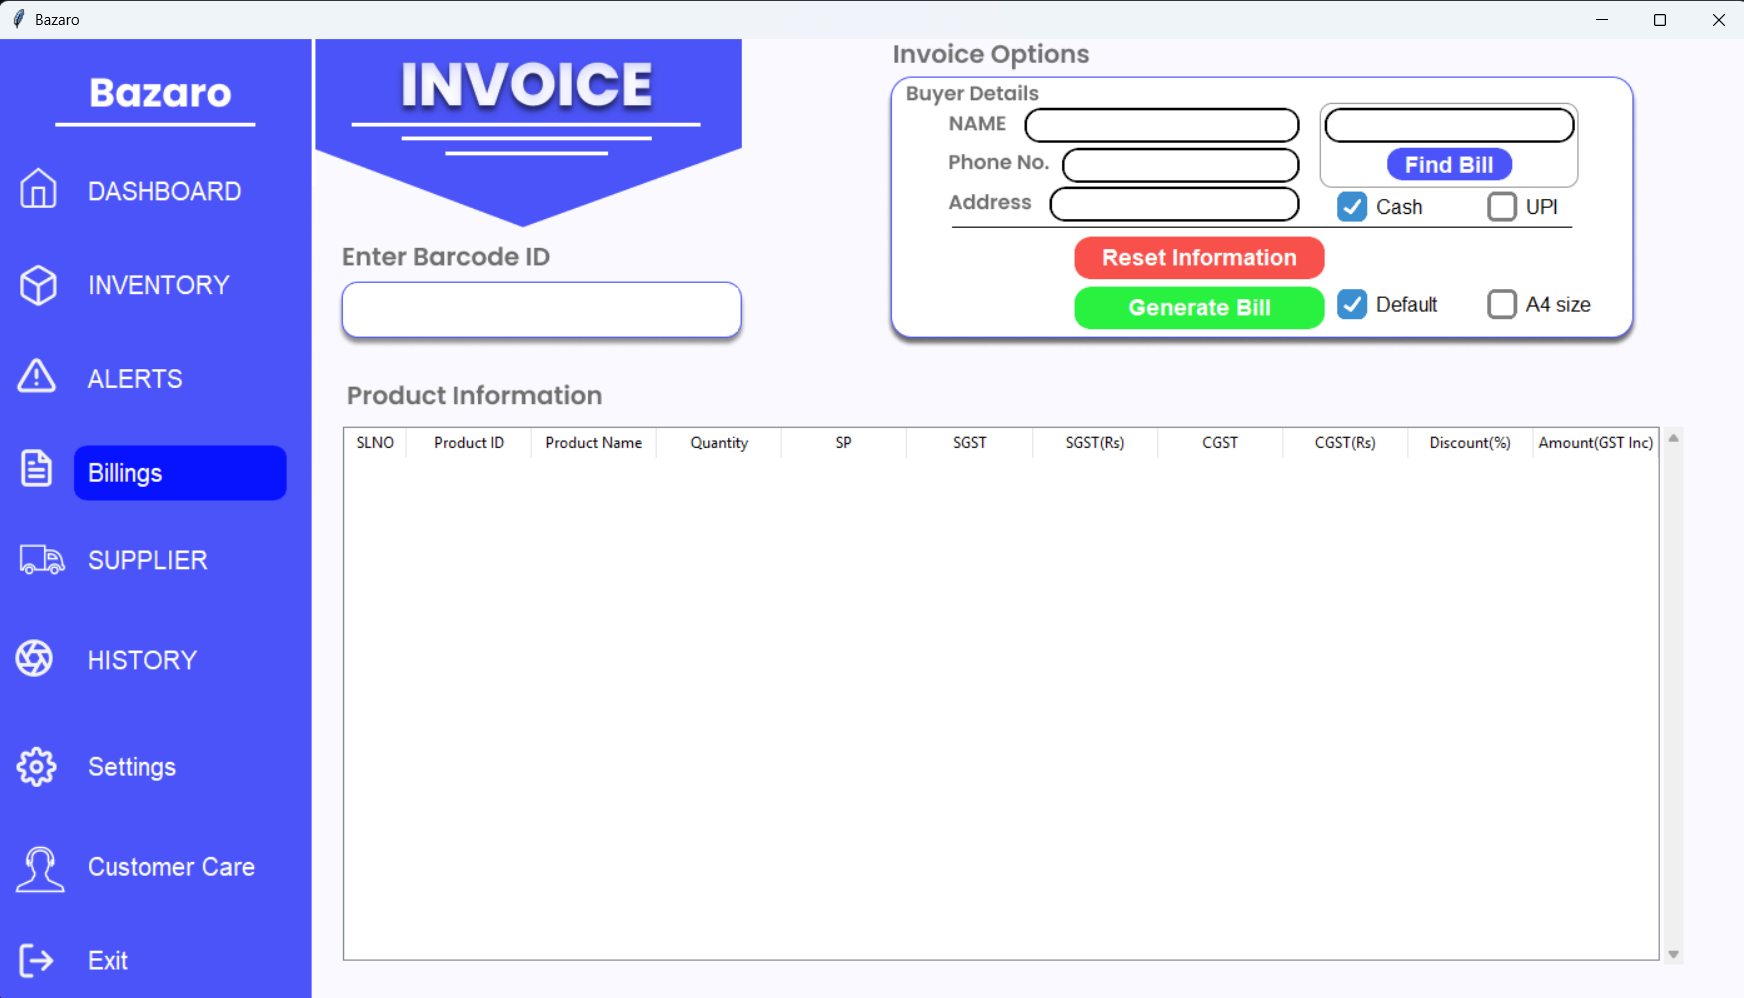 Bazaro
Bazaro
DASHBOARD
INVENTORY
ALERTS
Billings
SUPPLIER
HISTORY
Settings
Customer Care
Exit
INVOICE
Enter Barcode ID
Invoice Options
Buyer Details
NAME
Phone No.
Address
Find Bill
Cash UPI
Reset Information
Generate Bill
Default A4 size
Product Information
SLNO Product ID Product Name Quantity SP SGST SGST(Rs) CGST CGST(Rs) Discount(%) Amount(GST Inc)